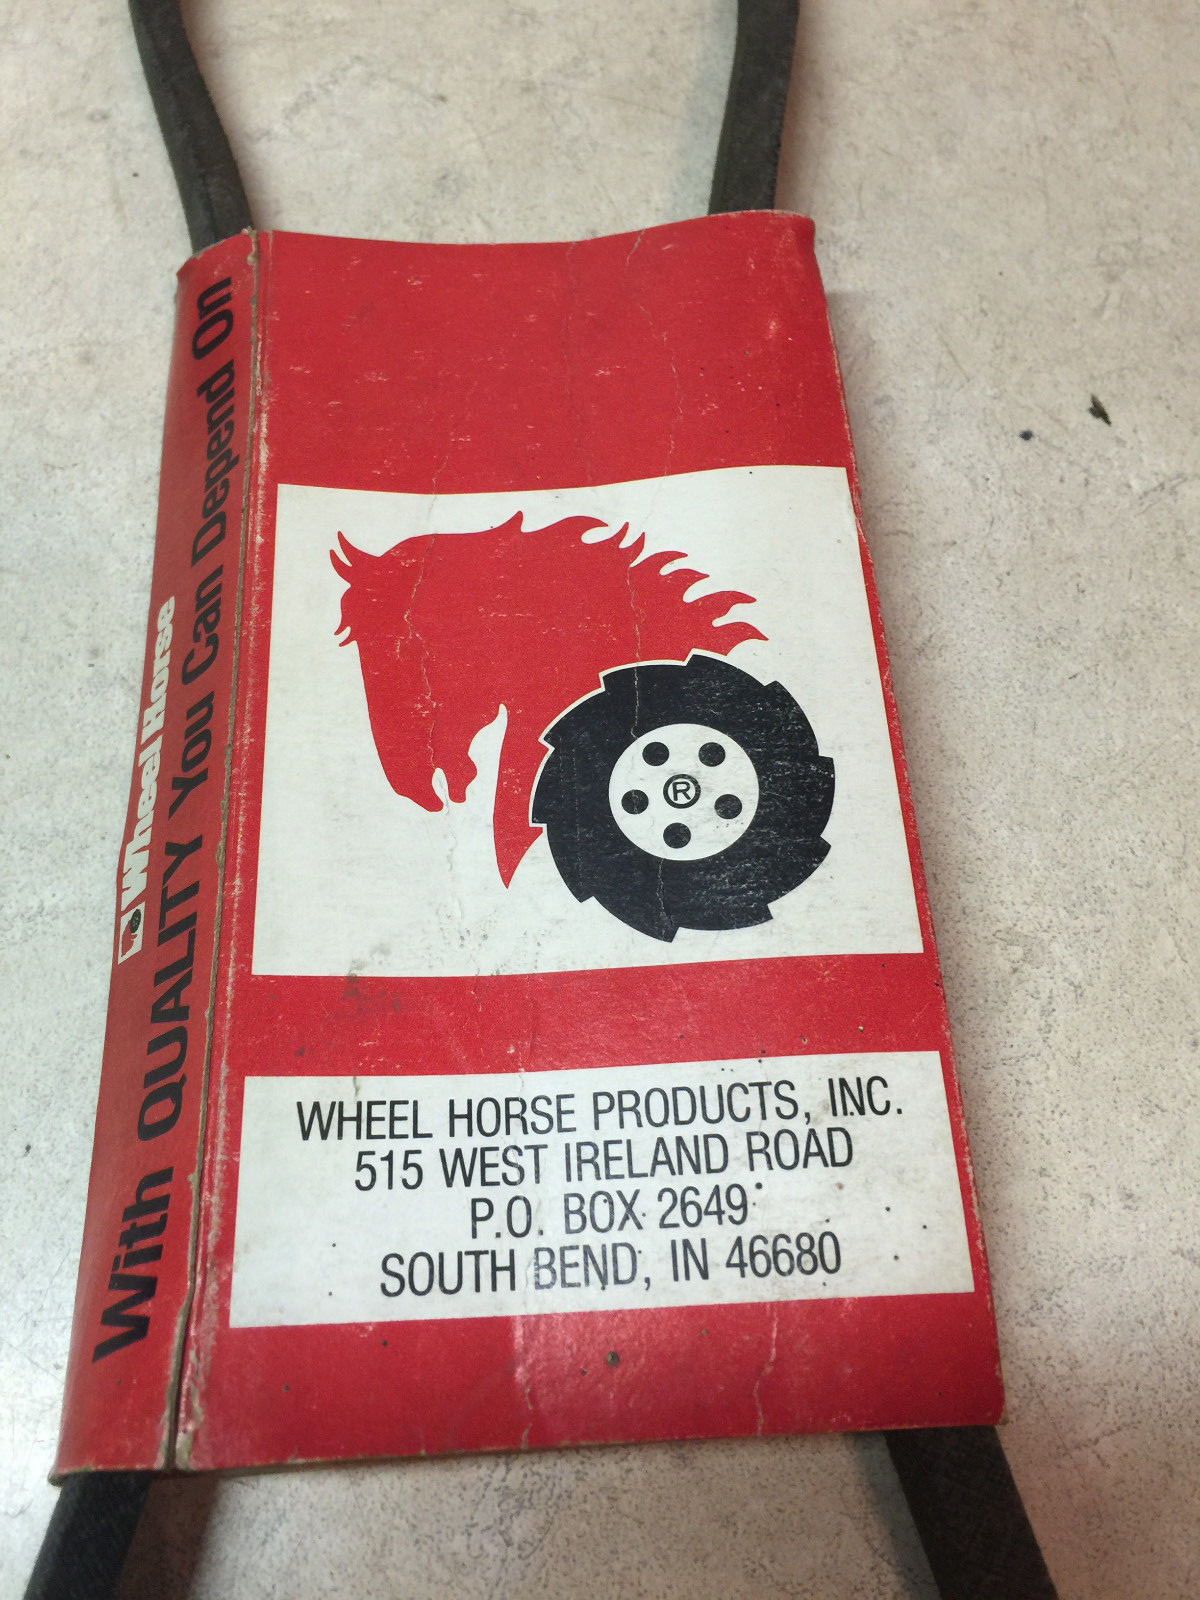 Wheel Horse
With QUALITY You Can Depend On
®
WHEEL HORSE PRODUCTS, INC.
515 WEST IRELAND ROAD
P.O. BOX 2649
SOUTH BEND, IN 46680